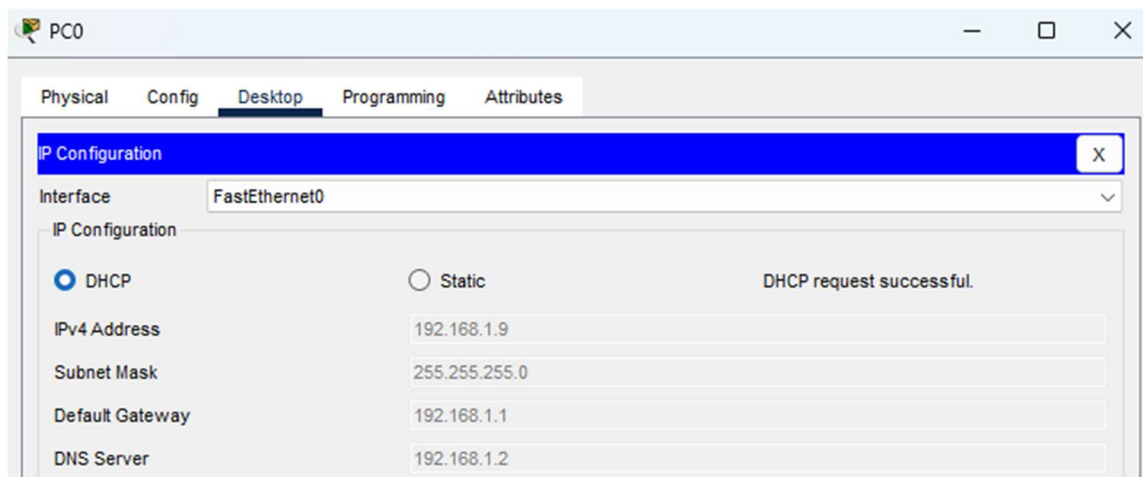 PC0
Physical Config Desktop Programming Attributes
IP Configuration X
Interface FastEthernet0
IP Configuration
DHCP Static DHCP request successful.
IPv4 Address 192.168.1.9
Subnet Mask 255.255.255.0
Default Gateway 192.168.1.1
DNS Server 192.168.1.2